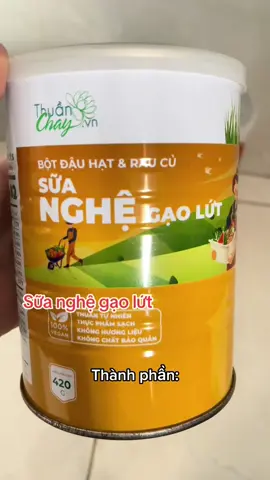 Thuần
Chay.vn
BỘT ĐẬU HẠT & RAU CỦ
SỮA
NGHỆ GẠO LỨT
Sữa nghệ gạo lứt
100%
VEGAN
THUẦN TỰ NHIÊN
THỰC PHẨM SẠCH
KHÔNG HƯƠNG LIỆU
KHÔNG CHẤT BẢO QUẢN
Thành phần:
420
G